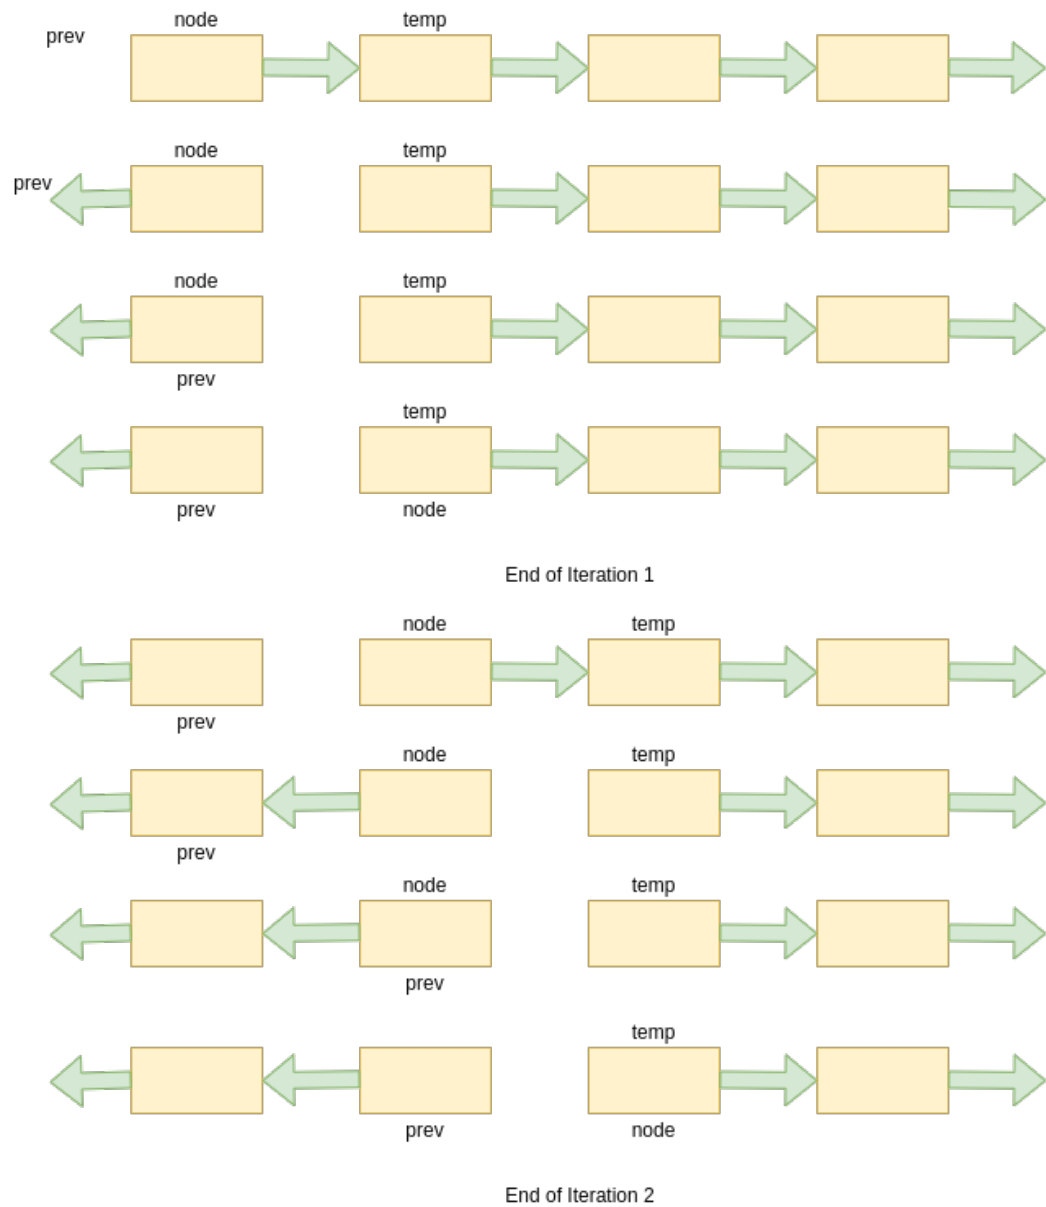 node temp
prev
node temp
prev
node temp
prev
temp
prev node
End of Iteration 1
node temp
prev
node temp
prev
node temp
prev
temp
prev node
End of Iteration 2